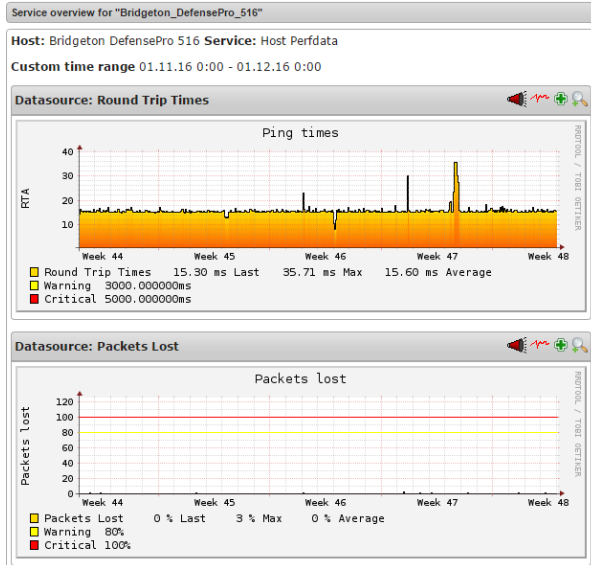 Service overview for "Bridgeton_DefensePro_516"
Host: Bridgeton DefensePro 516 Service: Host Perfdata
Custom time range 01.11.16 0:00 - 01.12.16 0:00
Datasource: Round Trip Times
Ping times
RRDTOOL / TOBI OETIKER
RTA
40
30
20
10
Week 44 Week 45 Week 46 Week 47 Week 48
Round Trip Times 15.30 ms Last 35.71 ms Max 15.60 ms Average
Warning 3000.000000ms
Critical 5000.000000ms
Datasource: Packets Lost
Packets lost
RRDTOOL / TOBI OETIKER
Packets lost
120
100
80
60
40
20
0
Week 44 Week 45 Week 46 Week 47 Week 48
Packets Lost 0 % Last 3 % Max 0 % Average
Warning 80%
Critical 100%